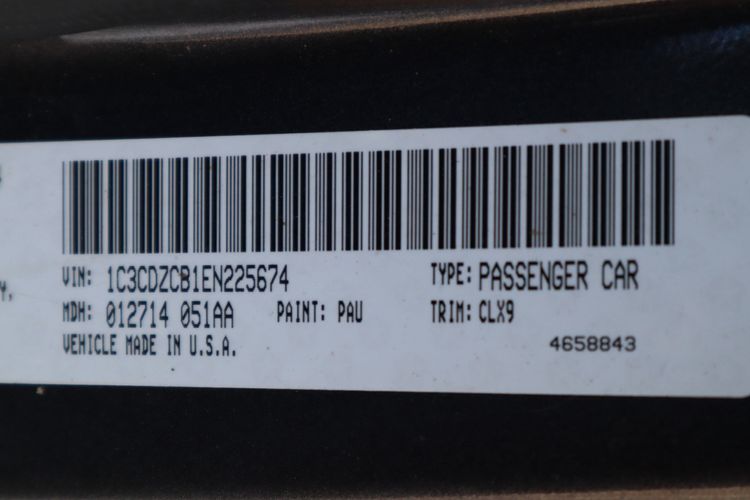 VIN: 1C3CDZCB1EN225674 TYPE: PASSENGER CAR
MDH: 012714 051AA PAINT: PAU TRIM: CLX9
VEHICLE MADE IN U.S.A. 4658843